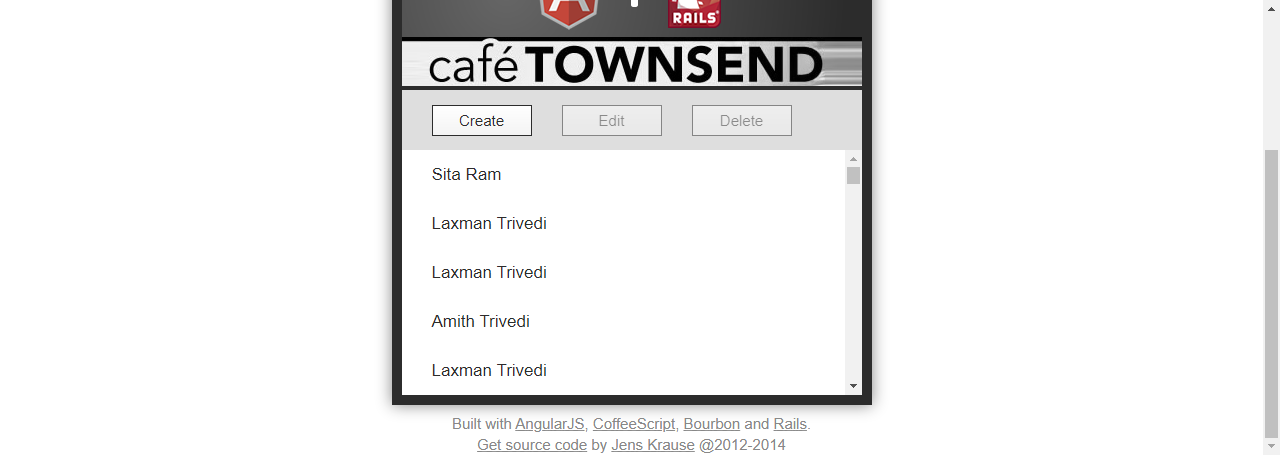 RAILS
café TOWNSEND
Create Edit Delete
Sita Ram
Laxman Trivedi
Laxman Trivedi
Amith Trivedi
Laxman Trivedi
Built with AngularJS, CoffeeScript, Bourbon and Rails.
Get source code by Jens Krause @2012-2014